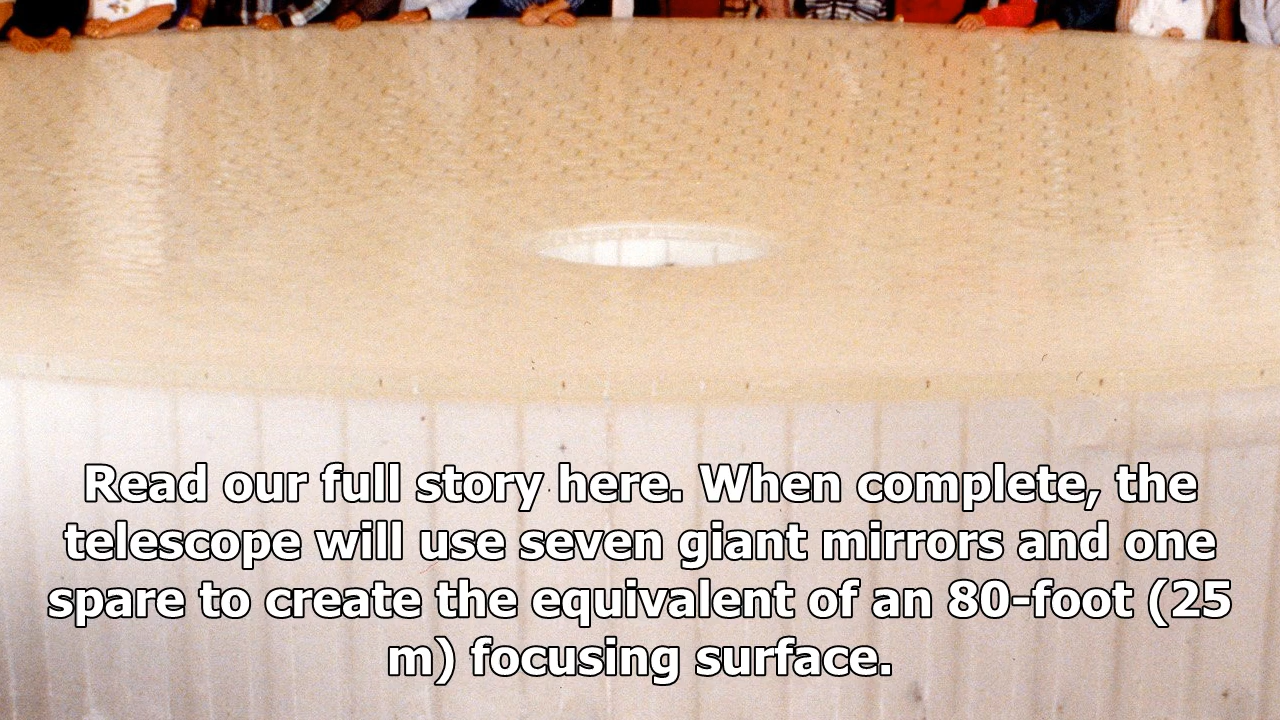 Read our full story here. When complete, the
telescope will use seven giant mirrors and one
spare to create the equivalent of an 80-foot (25
m) focusing surface.